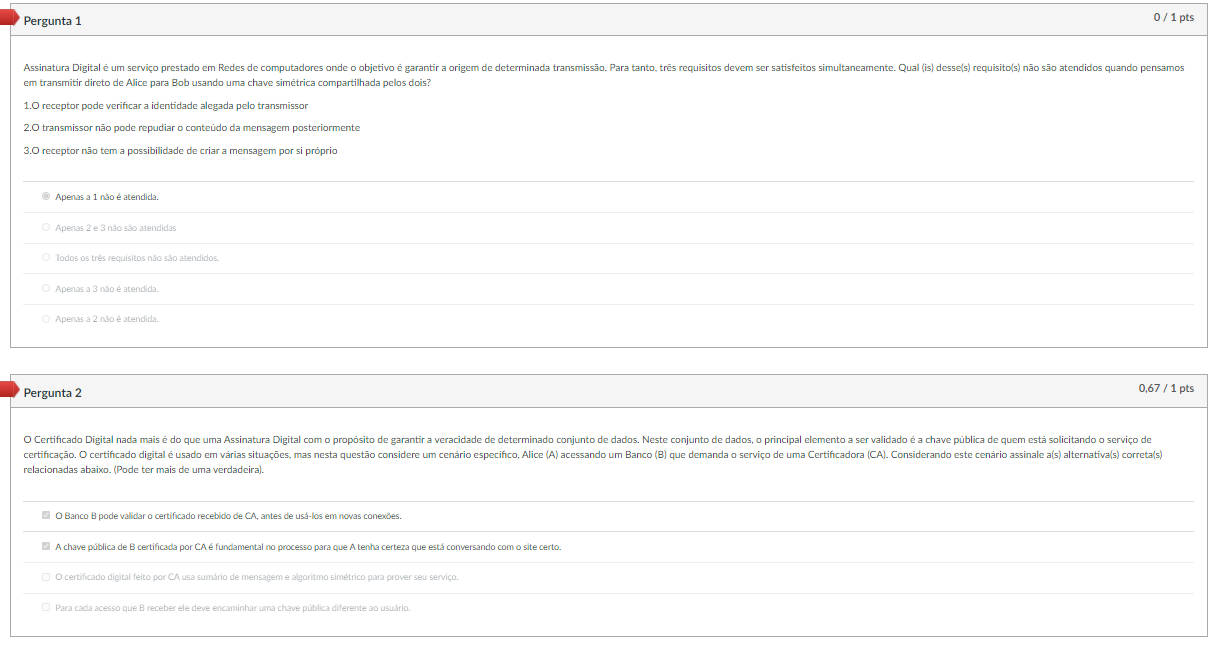 Pergunta 1
0 / 1 pts
Assinatura Digital é um serviço prestado em Redes de computadores onde o objetivo é garantir a origem de determinada transmissão. Para tanto, três requisitos devem ser satisfeitos simultaneamente. Qual (is) desse(s) requisito(s) não são atendidos quando pensamos
em transmitir direto de Alice para Bob usando uma chave simétrica compartilhada pelos dois?
1.O receptor pode verificar a identidade alegada pelo transmissor
2.O transmissor não pode repudiar o conteúdo da mensagem posteriormente
3.O receptor não tem a possibilidade de criar a mensagem por si próprio
Apenas a 1 não é atendida.
Apenas 2 e 3 não são atendidas
Todos os três requisitos não são atendidos.
Apenas a 3 não é atendida.
Apenas a 2 não é atendida.
Pergunta 2
0,67 / 1 pts
O Certificado Digital nada mais é do que uma Assinatura Digital com o propósito de garantir a veracidade de determinado conjunto de dados. Neste conjunto de dados, o principal elemento a ser validado é a chave pública de quem está solicitando o serviço de
certificação. O certificado digital é usado em várias situações, mas nesta questão considere um cenário específico, Alice (A) acessando um Banco (B) que demanda o serviço de uma Certificadora (CA). Considerando este cenário assinale a(s) alternativa(s) correta(s)
relacionadas abaixo. (Pode ter mais de uma verdadeira).
O Banco B pode validar o certificado recebido de CA, antes de usá-los em novas conexões.
A chave pública de B certificada por CA é fundamental no processo para que A tenha certeza que está conversando com o site certo.
O certificado digital feito por CA usa sumário de mensagem e algoritmo simétrico para prover seu serviço.
Para cada acesso que B receber ele deve encaminhar uma chave pública diferente ao usuário.